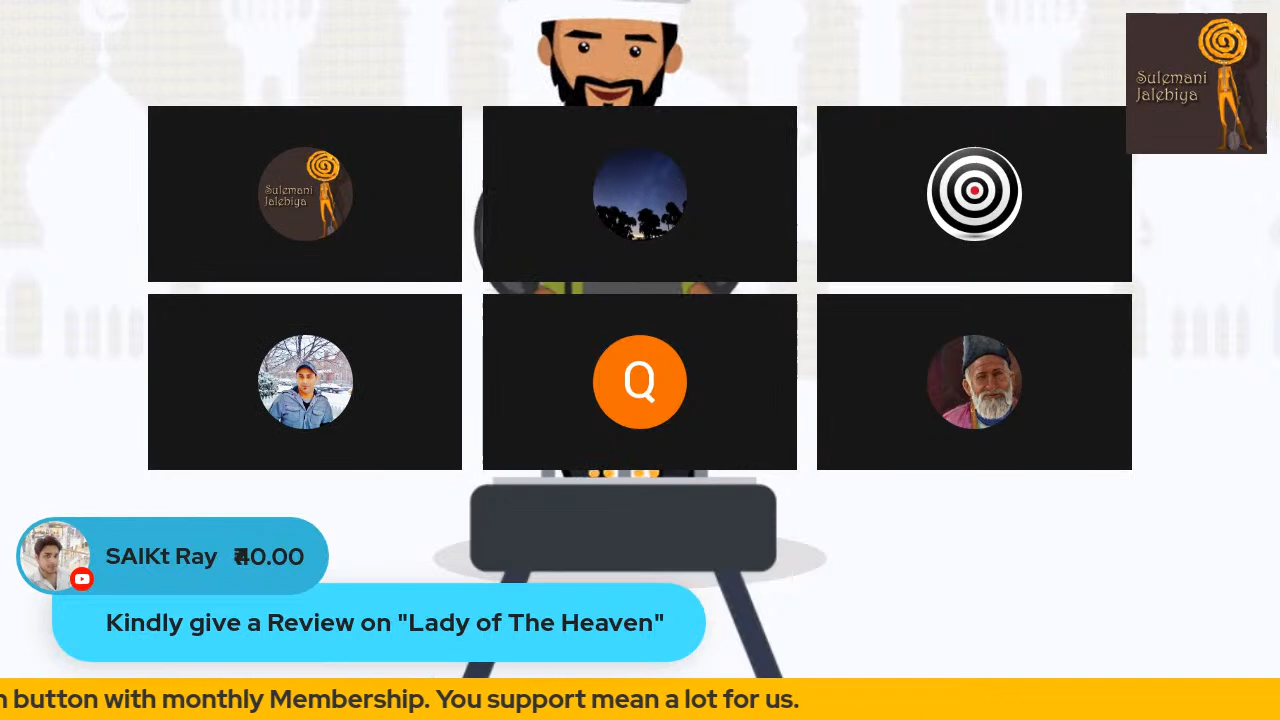 Sulemani
Jalebiya
Sulemani
Jalebiya
Q
SAIKt Ray ₹40.00
Kindly give a Review on "Lady of The Heaven"
button with monthly Membership. You support mean a lot for us.